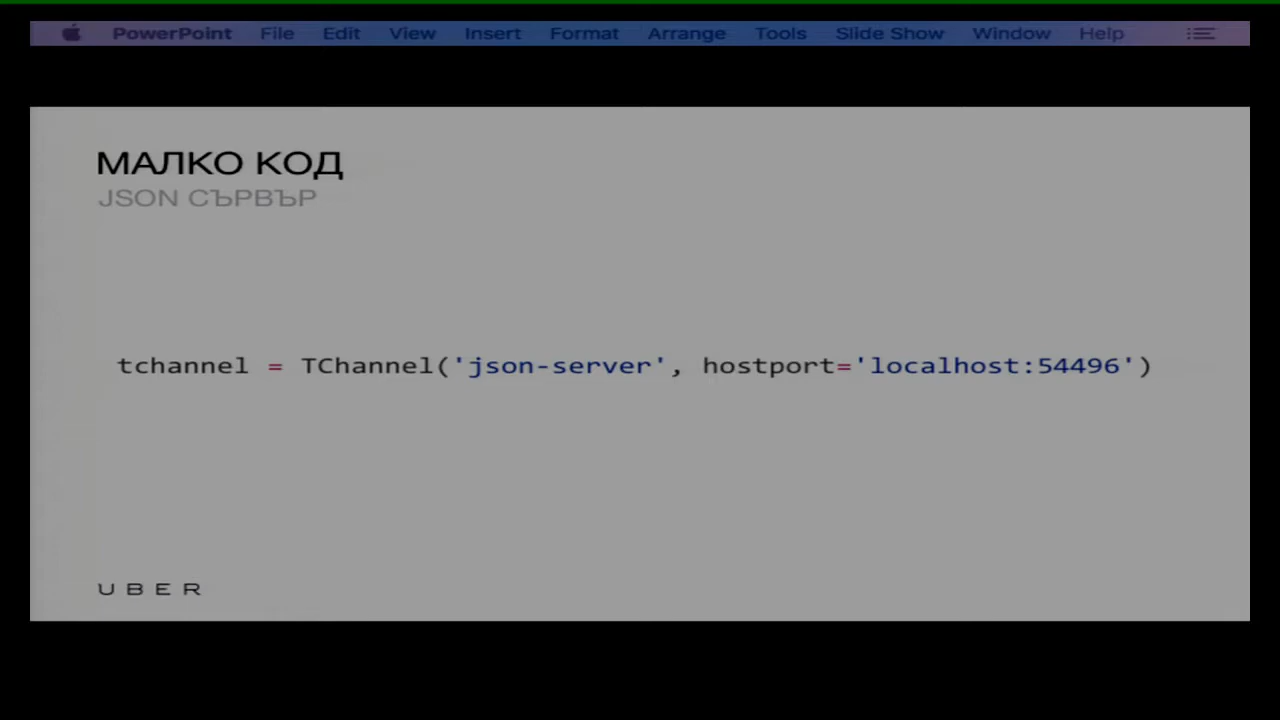 PowerPoint File Edit View Insert Format Arrange Tools Slide Show Window Help
МАЛКО КОД
JSON СЪРВЪР
tchannel = TChannel('json-server', hostport='localhost:54496')
UBER